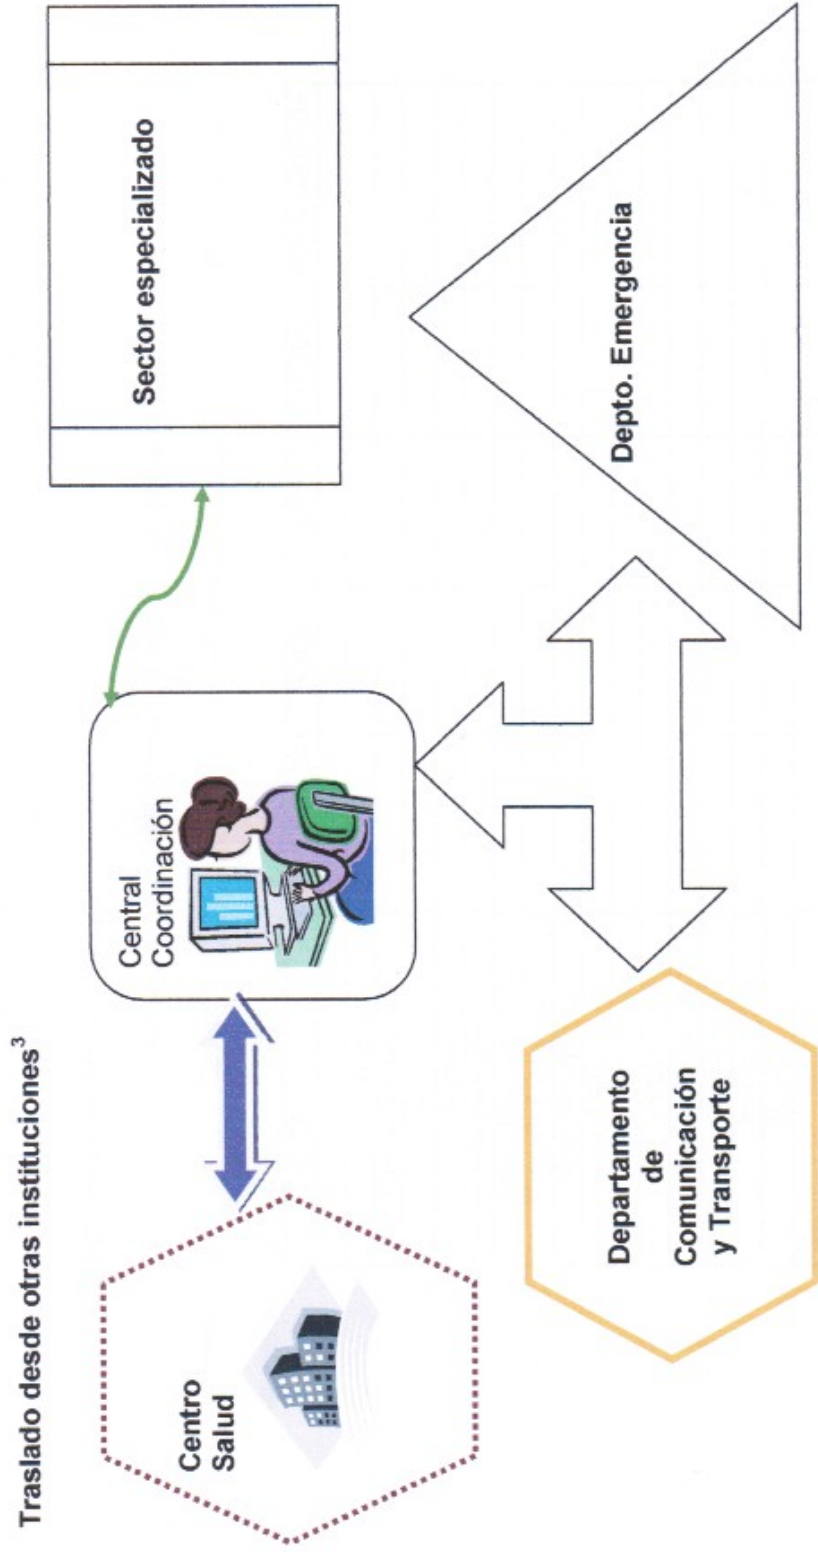 Traslado desde otras instituciones³
Centro
Salud
Central
Coordinación
Sector especializado
Departamento
de
Comunicación
y Transporte
Depto. Emergencia